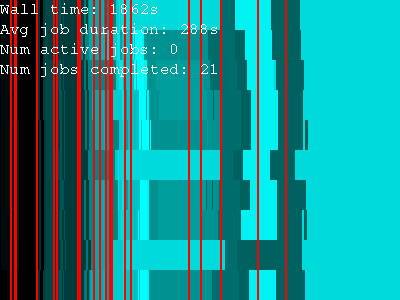 Wall time: 1862s
Avg job duration: 288s
Num active jobs: 0
Num jobs completed: 21